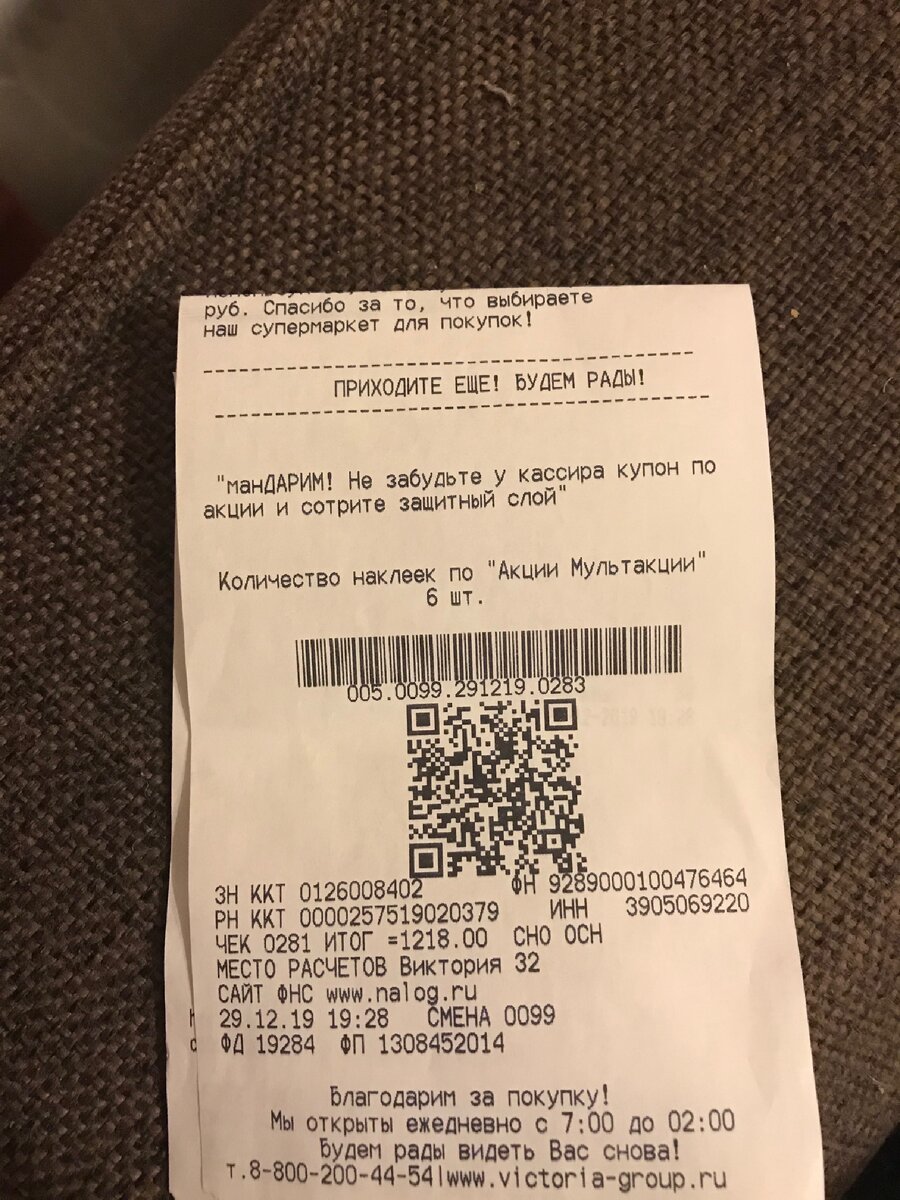 руб. Спасибо за то, что выбираете
наш супермаркет для покупок!
ПРИХОДИТЕ ЕЩЕ! БУДЕМ РАДЫ!
"манДАРИМ! Не забудьте у кассира купон по
акции и сотрите защитный слой"
Количество наклеек по "Акции Мультакции"
6 шт.
005.0099.291219.0283
ЗН ККТ 0126008402 ФН 9289000100476464
РН ККТ 0000257519020379 ИНН 3905069220
ЧЕК 0281 ИТОГ =1218.00 СНО ОСН
МЕСТО РАСЧЕТОВ Виктория 32
САЙТ ФНС www.nalog.ru
29.12.19 19:28 СМЕНА 0099
ФД 19284 ФП 1308452014
Благодарим за покупку!
Мы открыты ежедневно с 7:00 до 02:00
Будем рады видеть Вас снова!
т.8-800-200-44-54|www.victoria-group.ru